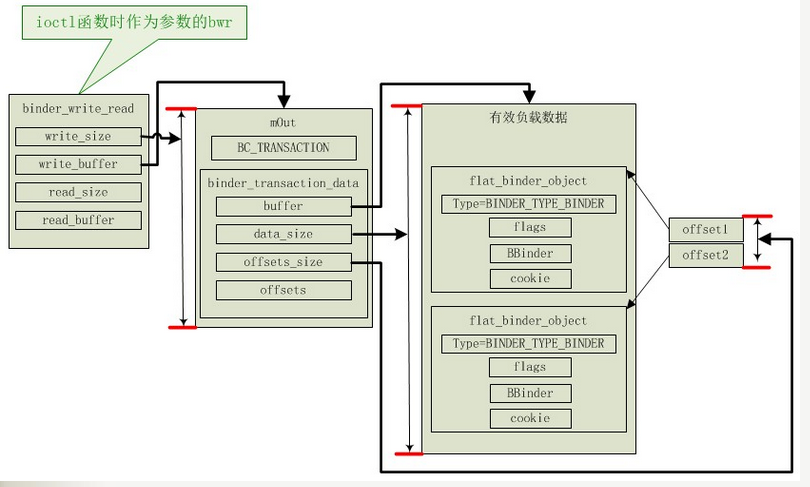 ioctl函数时作为参数的bwr
binder_write_read
write_size
write_buffer
read_size
read_buffer
mOut
BC_TRANSACTION
binder_transaction_data
buffer
data_size
offsets_size
offsets
有效负载数据
flat_binder_object
Type=BINDER_TYPE_BINDER
flags
BBinder
cookie
flat_binder_object
Type=BINDER_TYPE_BINDER
flags
BBinder
cookie
offset1
offset2